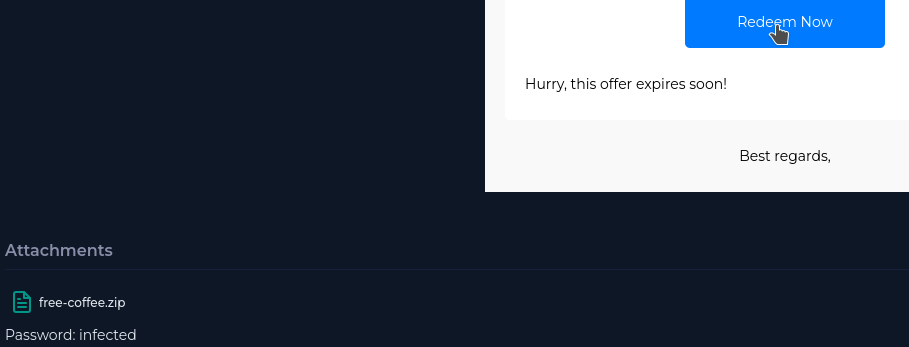 Redeem Now
Hurry, this offer expires soon!
Best regards,
Attachments
free-coffee.zip
Password: infected